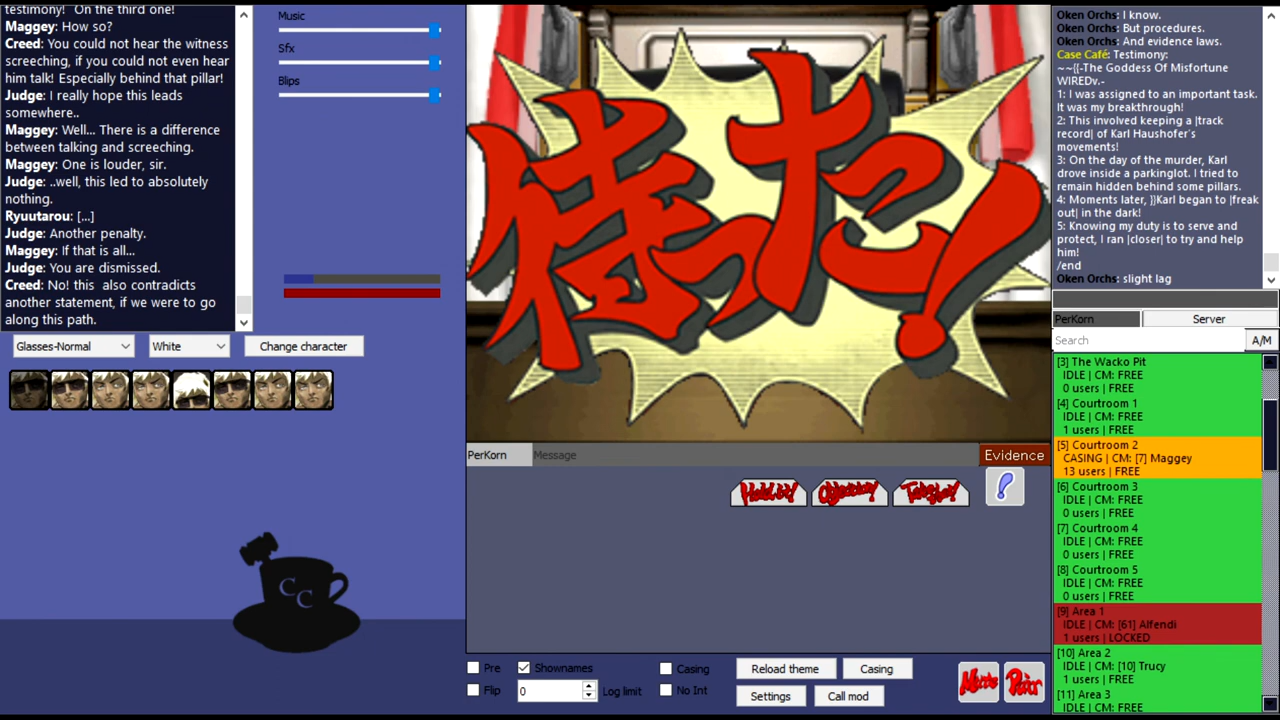 testimony!  On the third one!
Maggey: How so?
Creed: You could not hear the witness
screeching. You could not even hear
him talk! Especially behind that pillar!
Judge: I really hope this leads
somewhere..
Maggey: Well... There is a difference
between talking and screeching.
Maggey: One is louder, sir.
Judge: ..well, this led to absolutely
nothing.
Ryuutarou: [...]
Judge: Another penalty.
Maggey: If that is all...
Judge: You are dismissed.
Creed: No! this  also contradicts
another statement, if we were to go
along this path.
Glasses-Normal
White
Change character
CC
Music
Sfx
Blips
待った!
PerKorn
Message
Evidence
Hold it!
Objection!
Take that!
!
Pre
Shownames
Casing
Reload theme
Casing
Flip
0
Log limit
No Int
Settings
Call mod
Mute
Pair
Oken Orchs: I know.
Oken Orchs: But procedures.
Oken Orchs: And evidence laws.
Case Café: Testimony:
~~{{-The Goddess Of Misfortune
WIREDv.-
1: I was assigned to an important task.
It was my breakthrough!
2: This involved keeping a |track
record| of Karl Haushofer's
movements!
3: On the day of the murder, Karl
drove inside a parkinglot. I tried to
remain hidden behind some pillars.
4: Moments later, }}Karl began to |freak
out| in the dark!
5: Knowing my duty is to serve and
protect, I ran |closer| to try and help
him!
/end
Oken Orchs: slight lag
PerKorn
Server
Search
A/M
[3] The Wacko Pit
IDLE | CM: FREE
0 users | FREE
[4] Courtroom 1
IDLE | CM: FREE
1 users | FREE
[5] Courtroom 2
CASING | CM: [7] Maggey
13 users | FREE
[6] Courtroom 3
IDLE | CM: FREE
0 users | FREE
[7] Courtroom 4
IDLE | CM: FREE
0 users | FREE
[8] Courtroom 5
IDLE | CM: FREE
0 users | FREE
[9] Area 1
IDLE | CM: [61] Alfendi
1 users | LOCKED
[10] Area 2
IDLE | CM: [10] Trucy
1 users | FREE
[11] Area 3
IDLE | CM: FREE